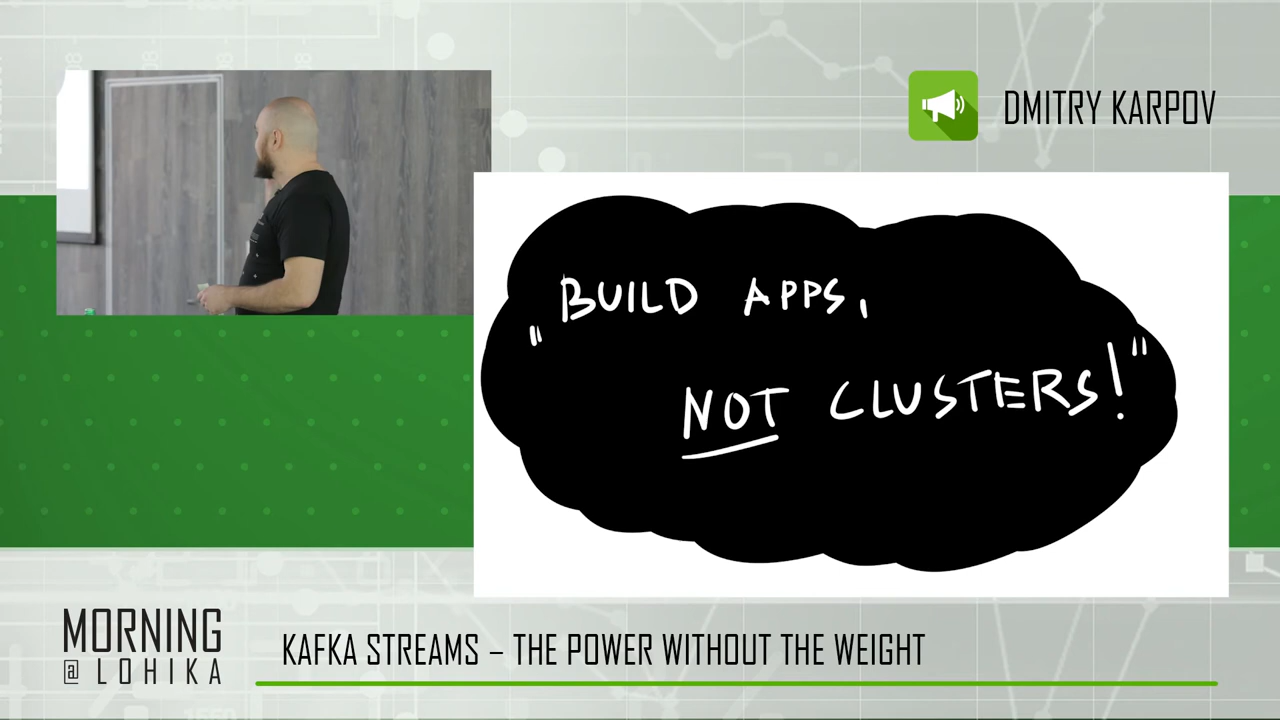 DMITRY KARPOV
„BUILD APPS,
NOT CLUSTERS!"
MORNING
@ LOHIKA
KAFKA STREAMS – THE POWER WITHOUT THE WEIGHT